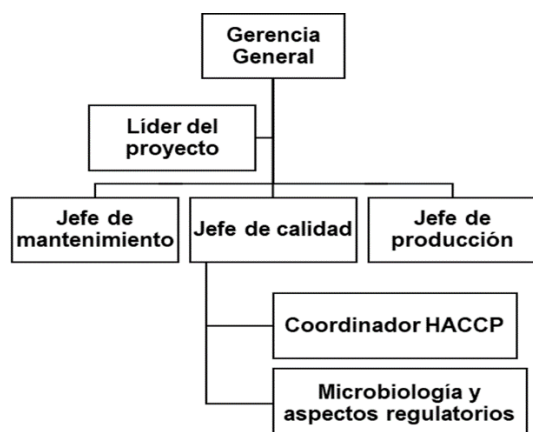 Gerencia
General
Líder del
proyecto
Jefe de
mantenimiento
Jefe de calidad
Jefe de
producción
Coordinador HACCP
Microbiología y
aspectos regulatorios